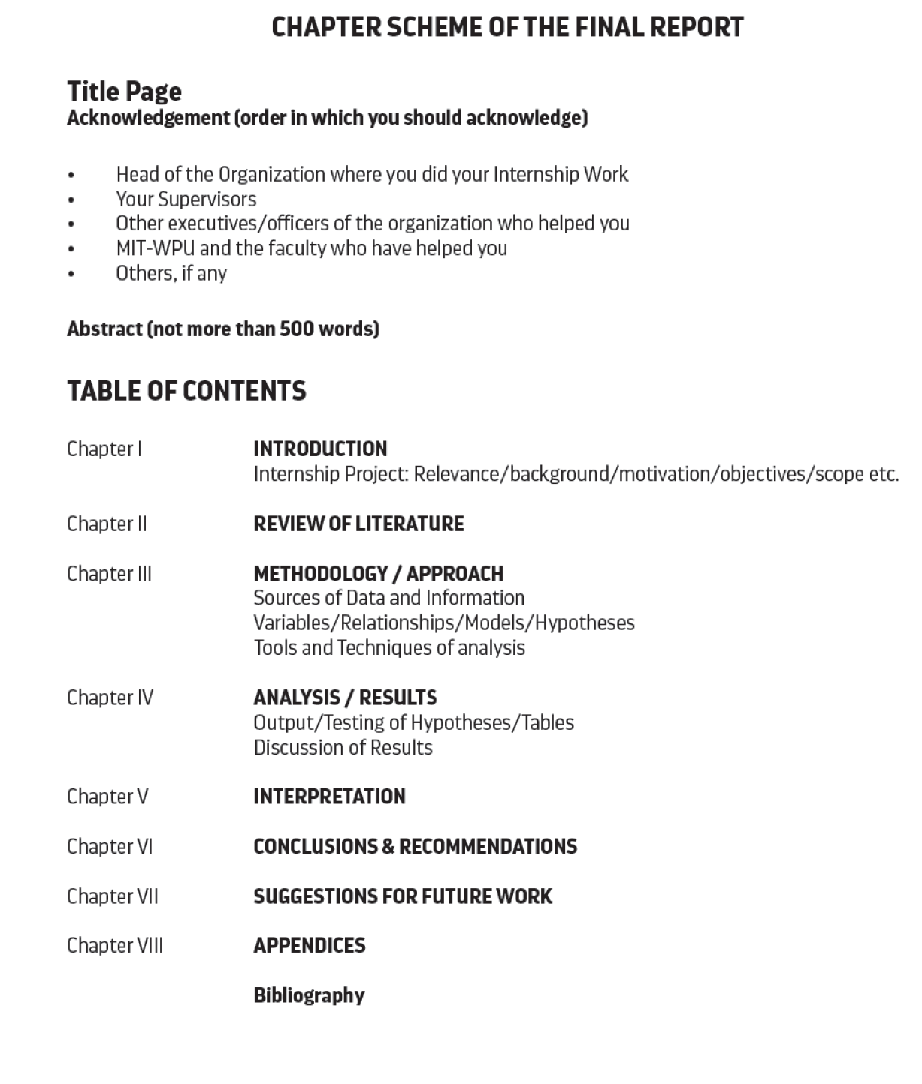 CHAPTER SCHEME OF THE FINAL REPORT
Title Page
Acknowledgement (order in which you should acknowledge)
• Head of the Organization where you did your Internship Work
• Your Supervisors
• Other executives/officers of the organization who helped you
• MIT-WPU and the faculty who have helped you
• Others, if any
Abstract (not more than 500 words)
TABLE OF CONTENTS
Chapter I INTRODUCTION
Internship Project: Relevance/background/motivation/objectives/scope etc.
Chapter II REVIEW OF LITERATURE
Chapter III METHODOLOGY / APPROACH
Sources of Data and Information
Variables/Relationships/Models/Hypotheses
Tools and Techniques of analysis
Chapter IV ANALYSIS / RESULTS
Output/Testing of Hypotheses/Tables
Discussion of Results
Chapter V INTERPRETATION
Chapter VI CONCLUSIONS & RECOMMENDATIONS
Chapter VII SUGGESTIONS FOR FUTURE WORK
Chapter VIII APPENDICES
Bibliography